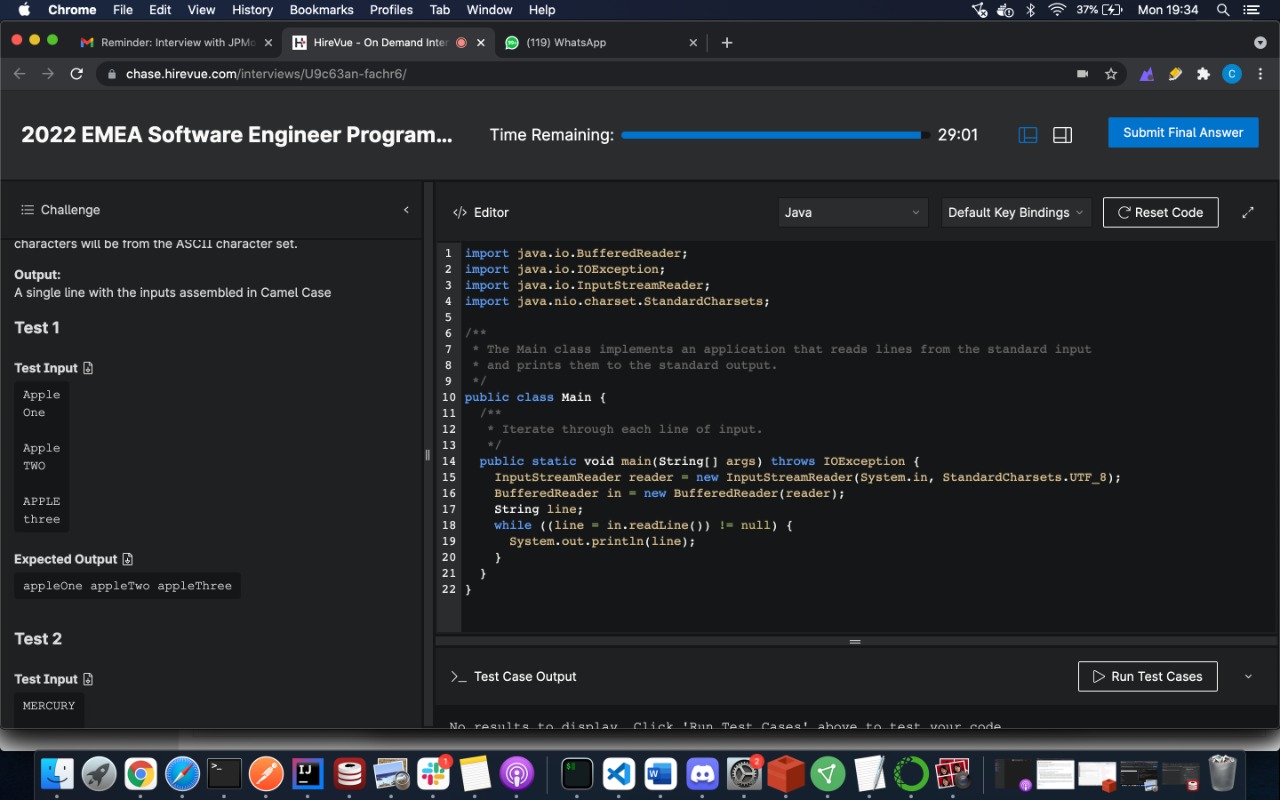 Chrome File Edit View History Bookmarks Profiles Tab Window Help 37% Mon 19:34
Reminder: Interview with JPMo HireVue - On Demand Inter (119) WhatsApp
chase.hirevue.com/interviews/U9c63an-fachr6/ C
2022 EMEA Software Engineer Program... Time Remaining: 29:01 Submit Final Answer
Challenge
characters will be from the ASCII character set.
Output:
A single line with the inputs assembled in Camel Case
Test 1
Test Input
Apple
One
Apple
TWO
APPLE
three
Expected Output
appleOne appleTwo appleThree
Test 2
Test Input
MERCURY
</> Editor Java Default Key Bindings Reset Code
1 import java.io.BufferedReader;
2 import java.io.IOException;
3 import java.io.InputStreamReader;
4 import java.nio.charset.StandardCharsets;
5
6 /**
7 * The Main class implements an application that reads lines from the standard input
8 * and prints them to the standard output.
9 */
10 public class Main {
11 /**
12 * Iterate through each line of input.
13 */
14 public static void main(String[] args) throws IOException {
15 InputStreamReader reader = new InputStreamReader(System.in, StandardCharsets.UTF_8);
16 BufferedReader in = new BufferedReader(reader);
17 String line;
18 while ((line = in.readLine()) != null) {
19 System.out.println(line);
20 }
21 }
22 }
>_ Test Case Output Run Test Cases
No results to display. Click 'Run Test Cases' above to test your code
IJ 1 W 2